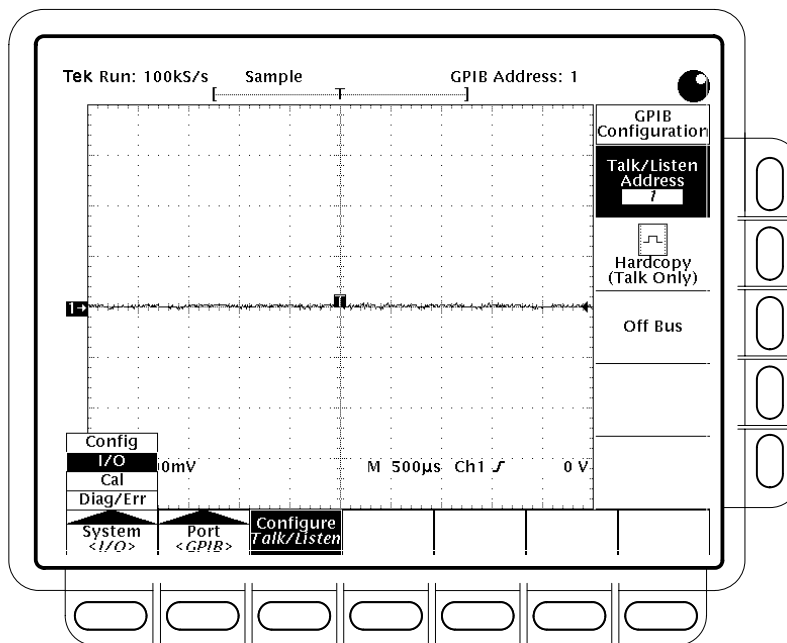 Tek Run: 100kS/s Sample GPIB Address: 1
T
GPIB
Configuration
Talk/Listen
Address
1
Hardcopy
(Talk Only)
Off Bus
T
1→
Config
I/O
Cal
Diag/Err
0mV M 500µs Ch1 0 V
System
<I/O>
Port
<GPIB>
Configure
Talk/Listen